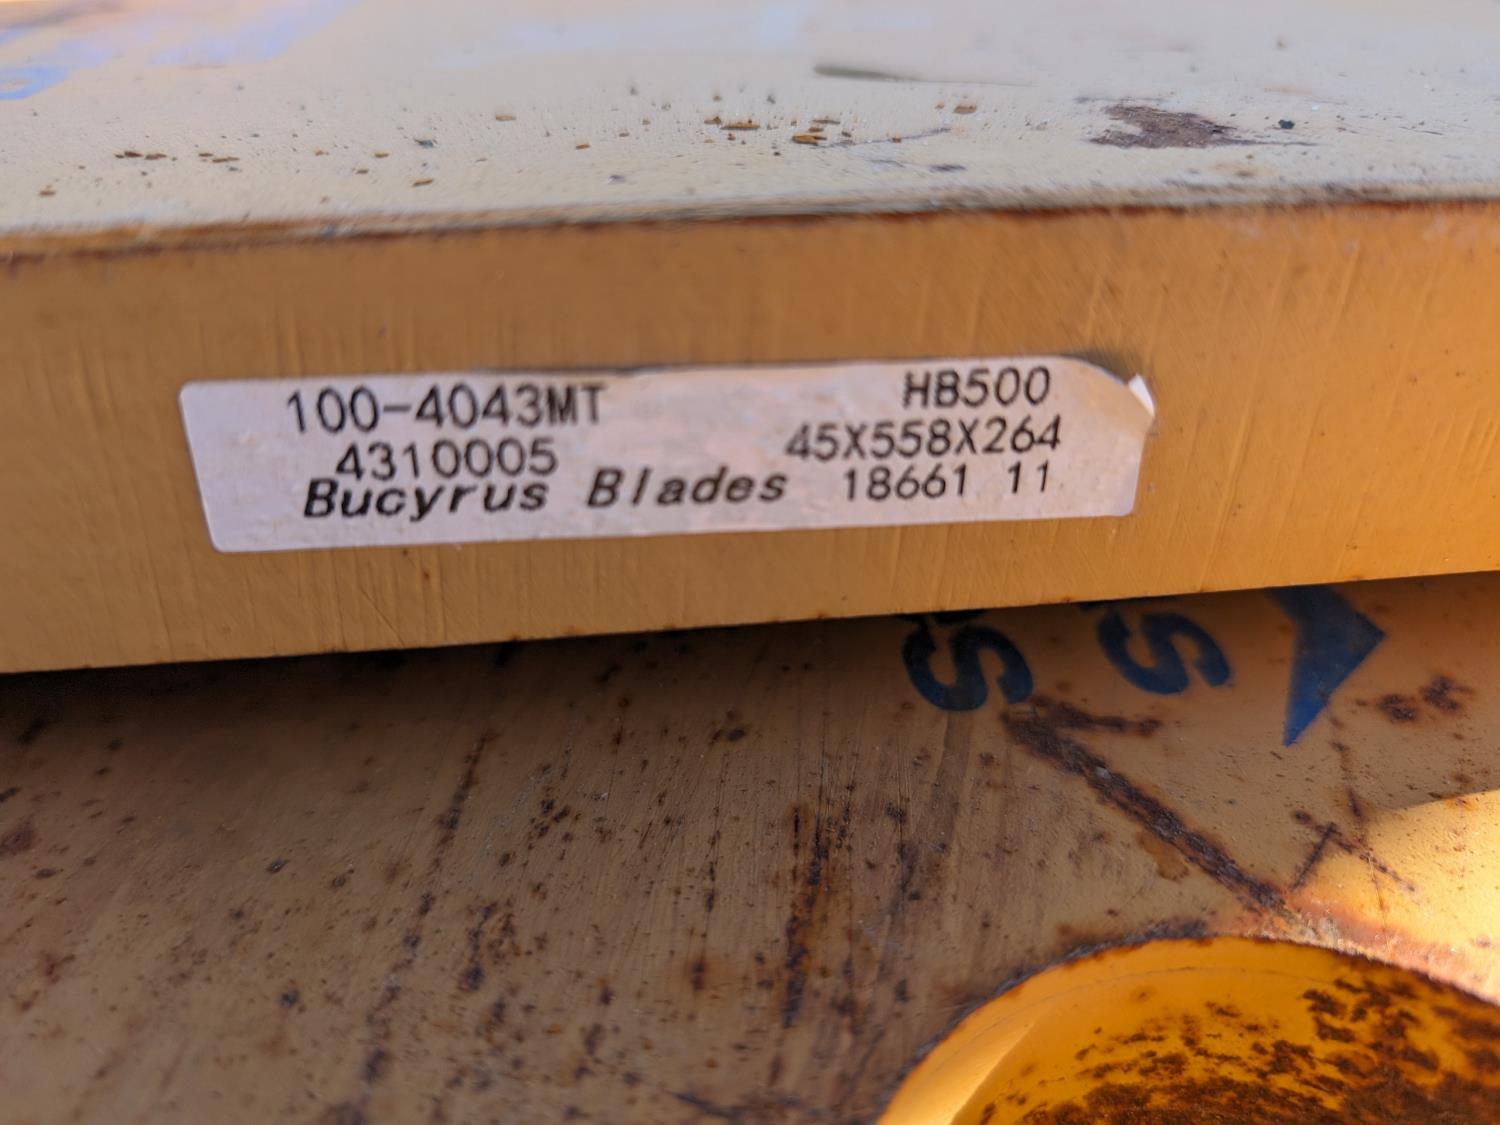 100-4043MT HB500
4310005 45X558X264
Bucyrus Blades 18661 11